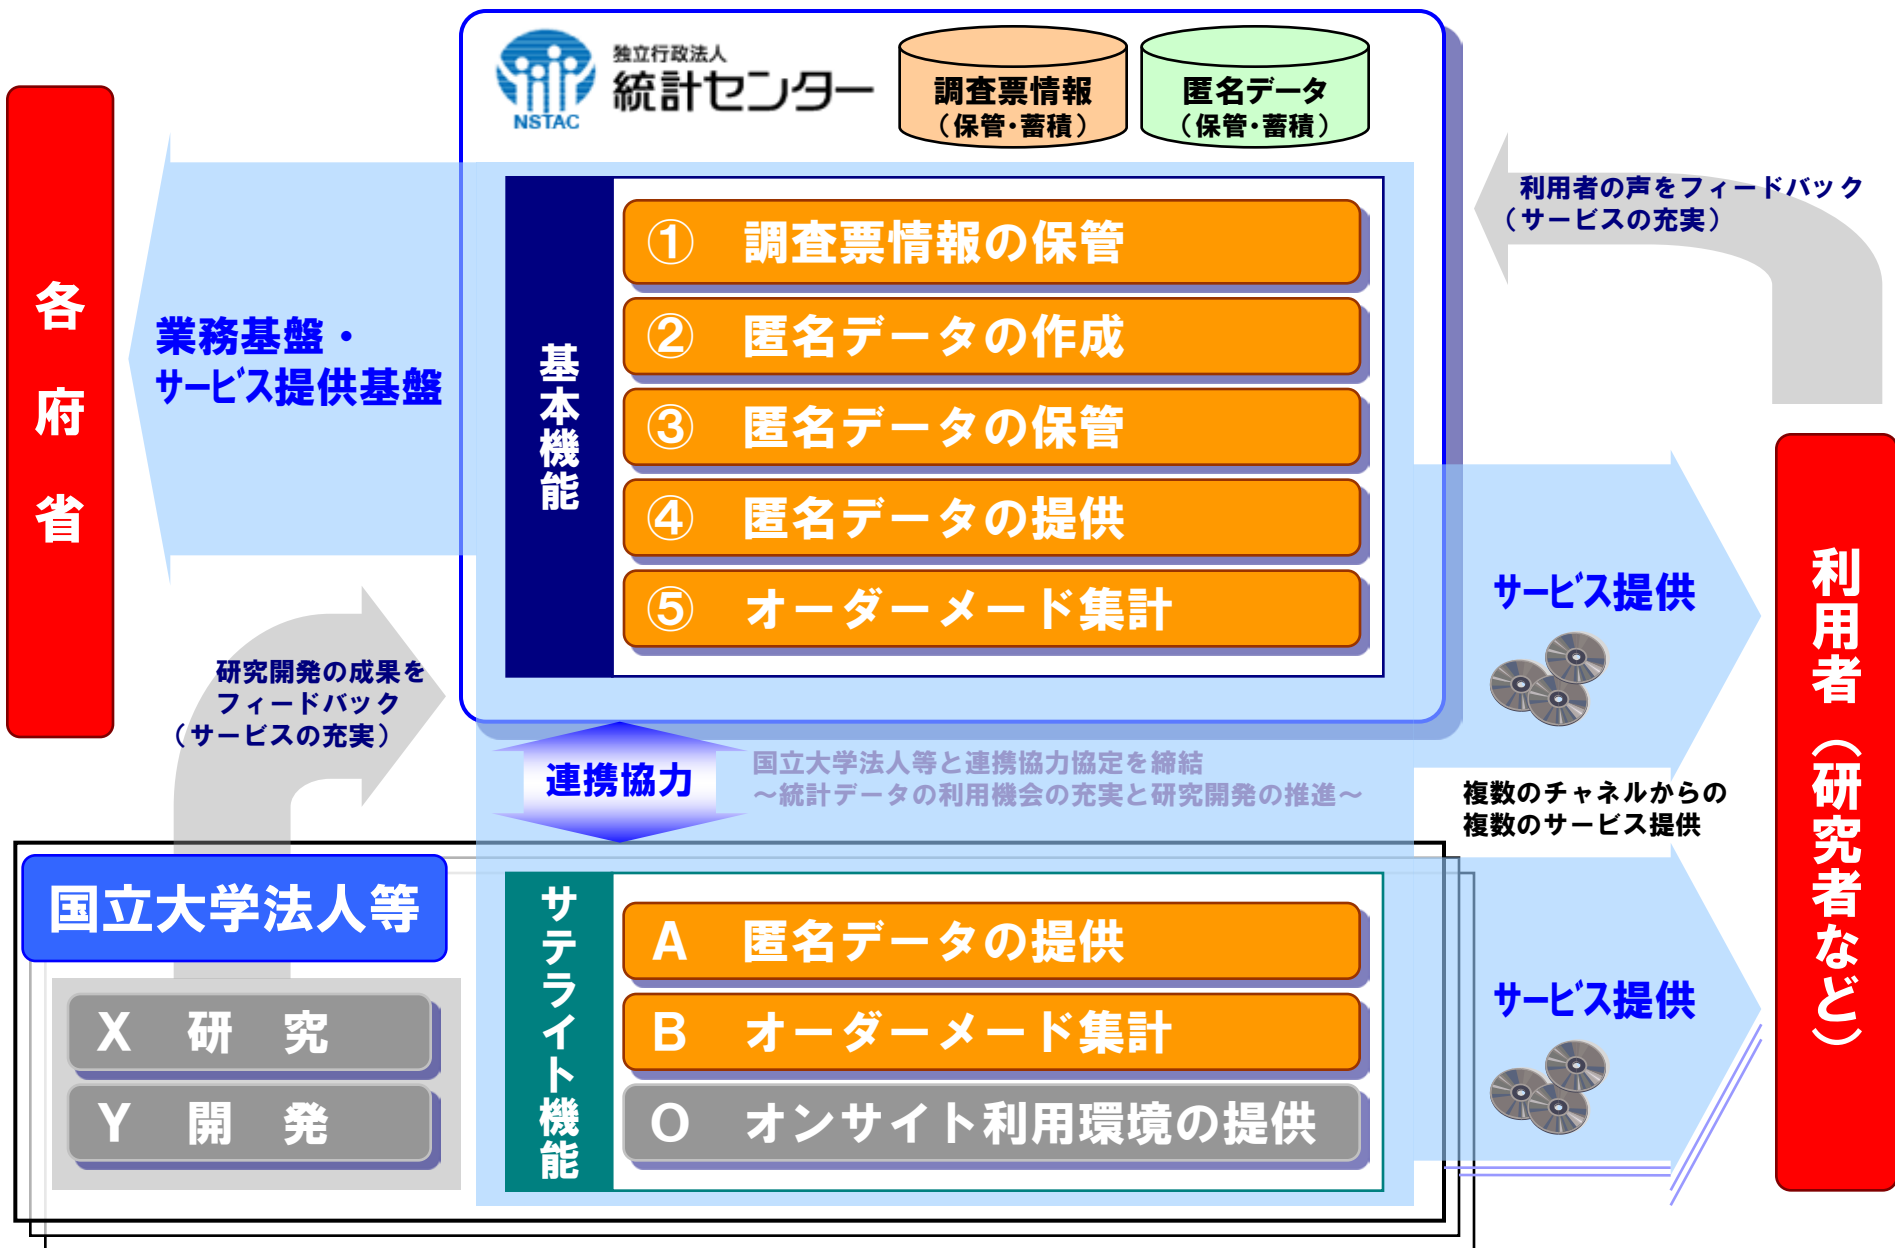 独立行政法人
統計センター
NSTAC
調査票情報
（保管・蓄積）
匿名データ
（保管・蓄積）
各府省
業務基盤・
サービス提供基盤
基本機能
① 調査票情報の保管
② 匿名データの作成
③ 匿名データの保管
④ 匿名データの提供
⑤ オーダーメード集計
利用者の声をフィードバック
（サービスの充実）
サービス提供
利用者（研究者など）
研究開発の成果を
フィードバック
（サービスの充実）
連携協力
国立大学法人等と連携協力協定を締結
～統計データの利用機会の充実と研究開発の推進～
複数のチャネルからの
複数のサービス提供
国立大学法人等
X 研 究
Y 開 発
サテライト機能
A 匿名データの提供
B オーダーメード集計
O オンサイト利用環境の提供
サービス提供